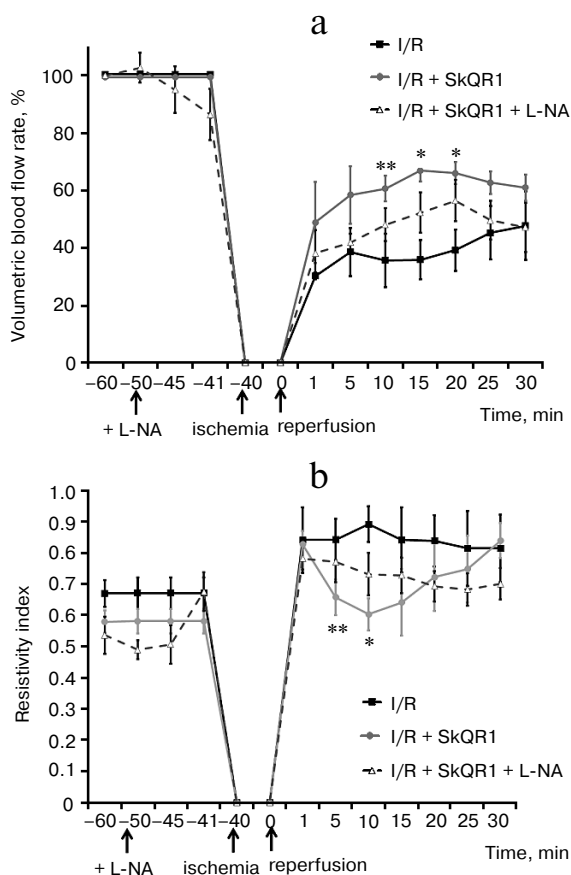 a
I/R
I/R + SkQR1
I/R + SkQR1 + L-NA
Volumetric blood flow rate, %
100
80
60
40
20
0
** * *
−60 −50 −45 −41 −40 0 1 5 10 15 20 25 30
Time, min
+ L-NA ischemia reperfusion
b
Resistivity index
1.0
0.9
0.6
0.7
0.6
0.5
0.4
0.3
0.2
0.1
0
** *
I/R
I/R + SkQR1
I/R + SkQR1 + L-NA
−60 −50 −45 −41 −40 0 1 5 10 15 20 25 30
Time, min
+ L-NA ischemia reperfusion